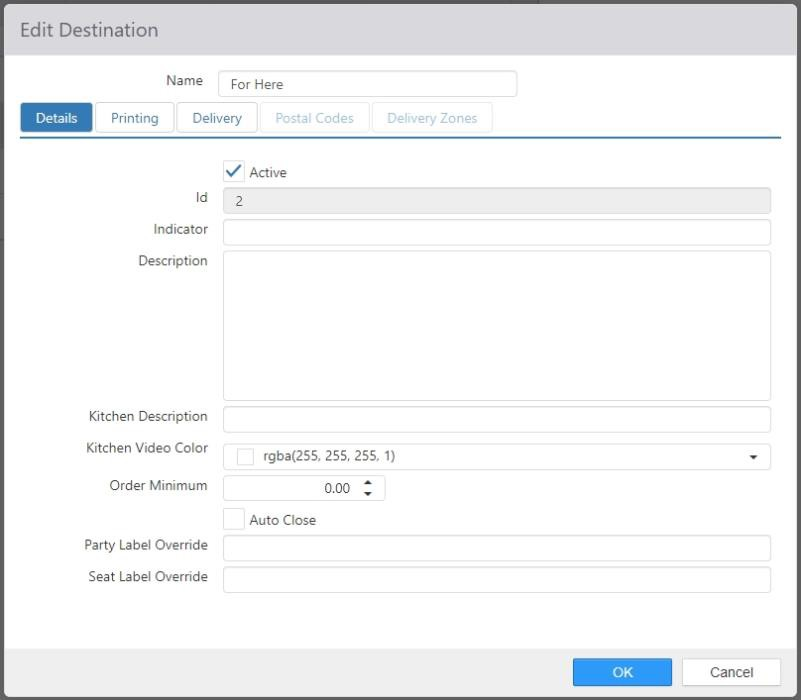 Edit Destination
Name For Here
Details Printing Delivery Postal Codes Delivery Zones
Active
Id 2
Indicator
Description
Kitchen Description
Kitchen Video Color rgba(255, 255, 255, 1)
Order Minimum 0.00
Auto Close
Party Label Override
Seat Label Override
OK Cancel